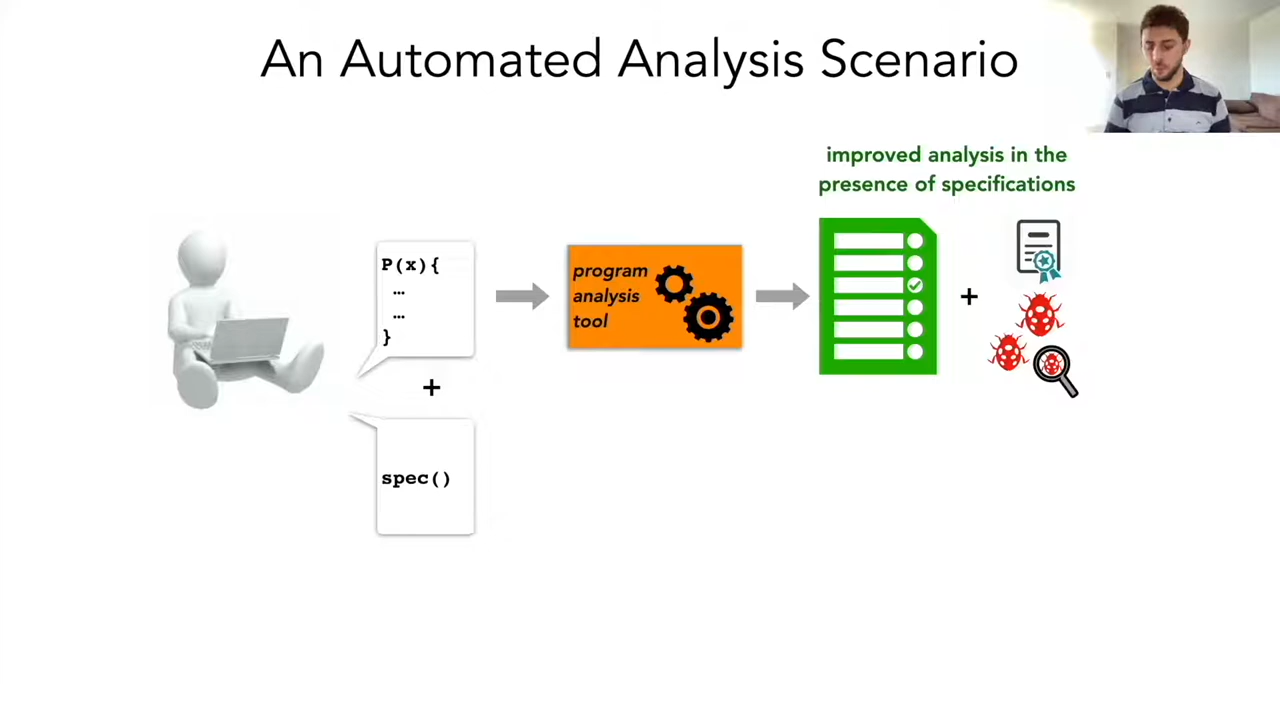 An Automated Analysis Scenario
improved analysis in the
presence of specifications
P(x){
…
…
}
+
spec()
program
analysis
tool
+